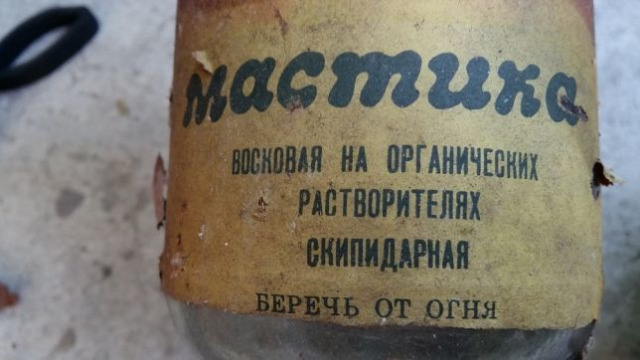 мастика
ВОСКОВАЯ НА ОРГАНИЧЕСКИХ
РАСТВОРИТЕЛЯХ
СКИПИДАРНАЯ
БЕРЕЧЬ ОТ ОГНЯ